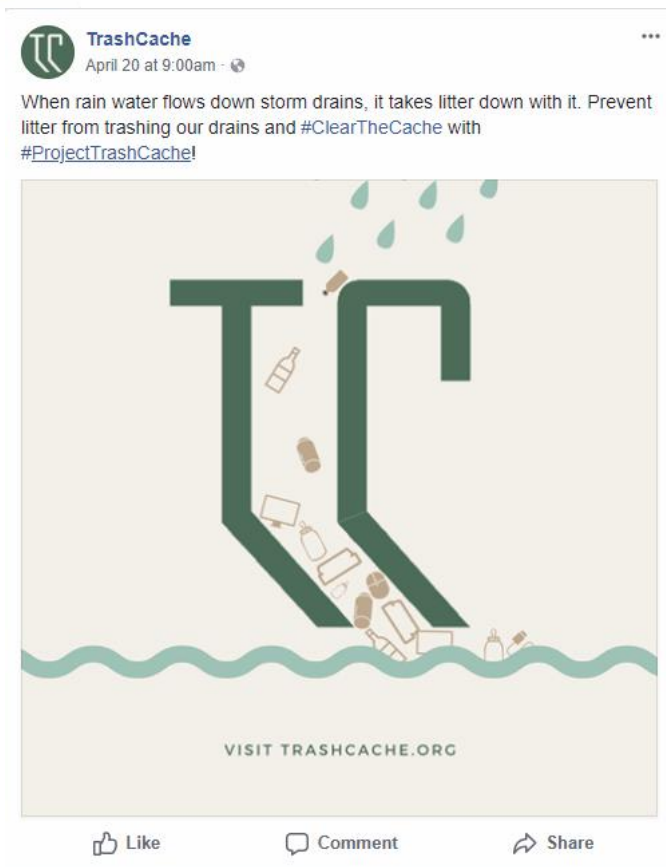 TrashCache
April 20 at 9:00am ·
When rain water flows down storm drains, it takes litter down with it. Prevent
litter from trashing our drains and #ClearTheCache with
#ProjectTrashCache!
TC
VISIT TRASHCACHE.ORG
Like Comment Share